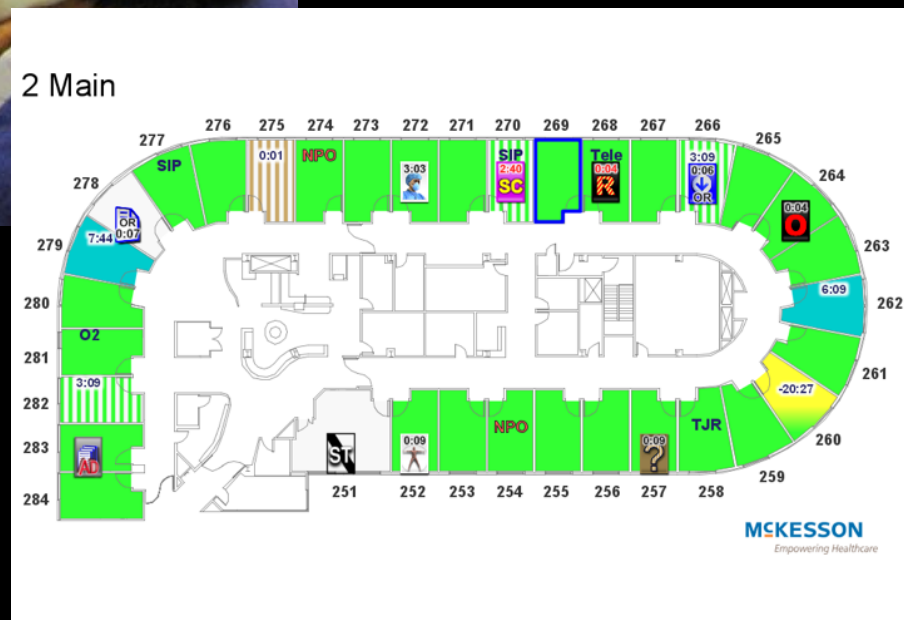 2 Main
277 276 275 274 273 272 271 270 269 268 267 266 265
SIP 0:01 NPO 3:03 SIP 2:40 SC Tele 0:04 R 3:09 0:06 OR
278 264
OR 0:07 0:04 O
279 7:44 263
280 6:09 262
O2
281 261
3:09 -20:27
282 260
NPO TJR
283 AD ST 0:09 0:09 ? 259
284 251 252 253 254 255 256 257 258
MCKESSON
Empowering Healthcare